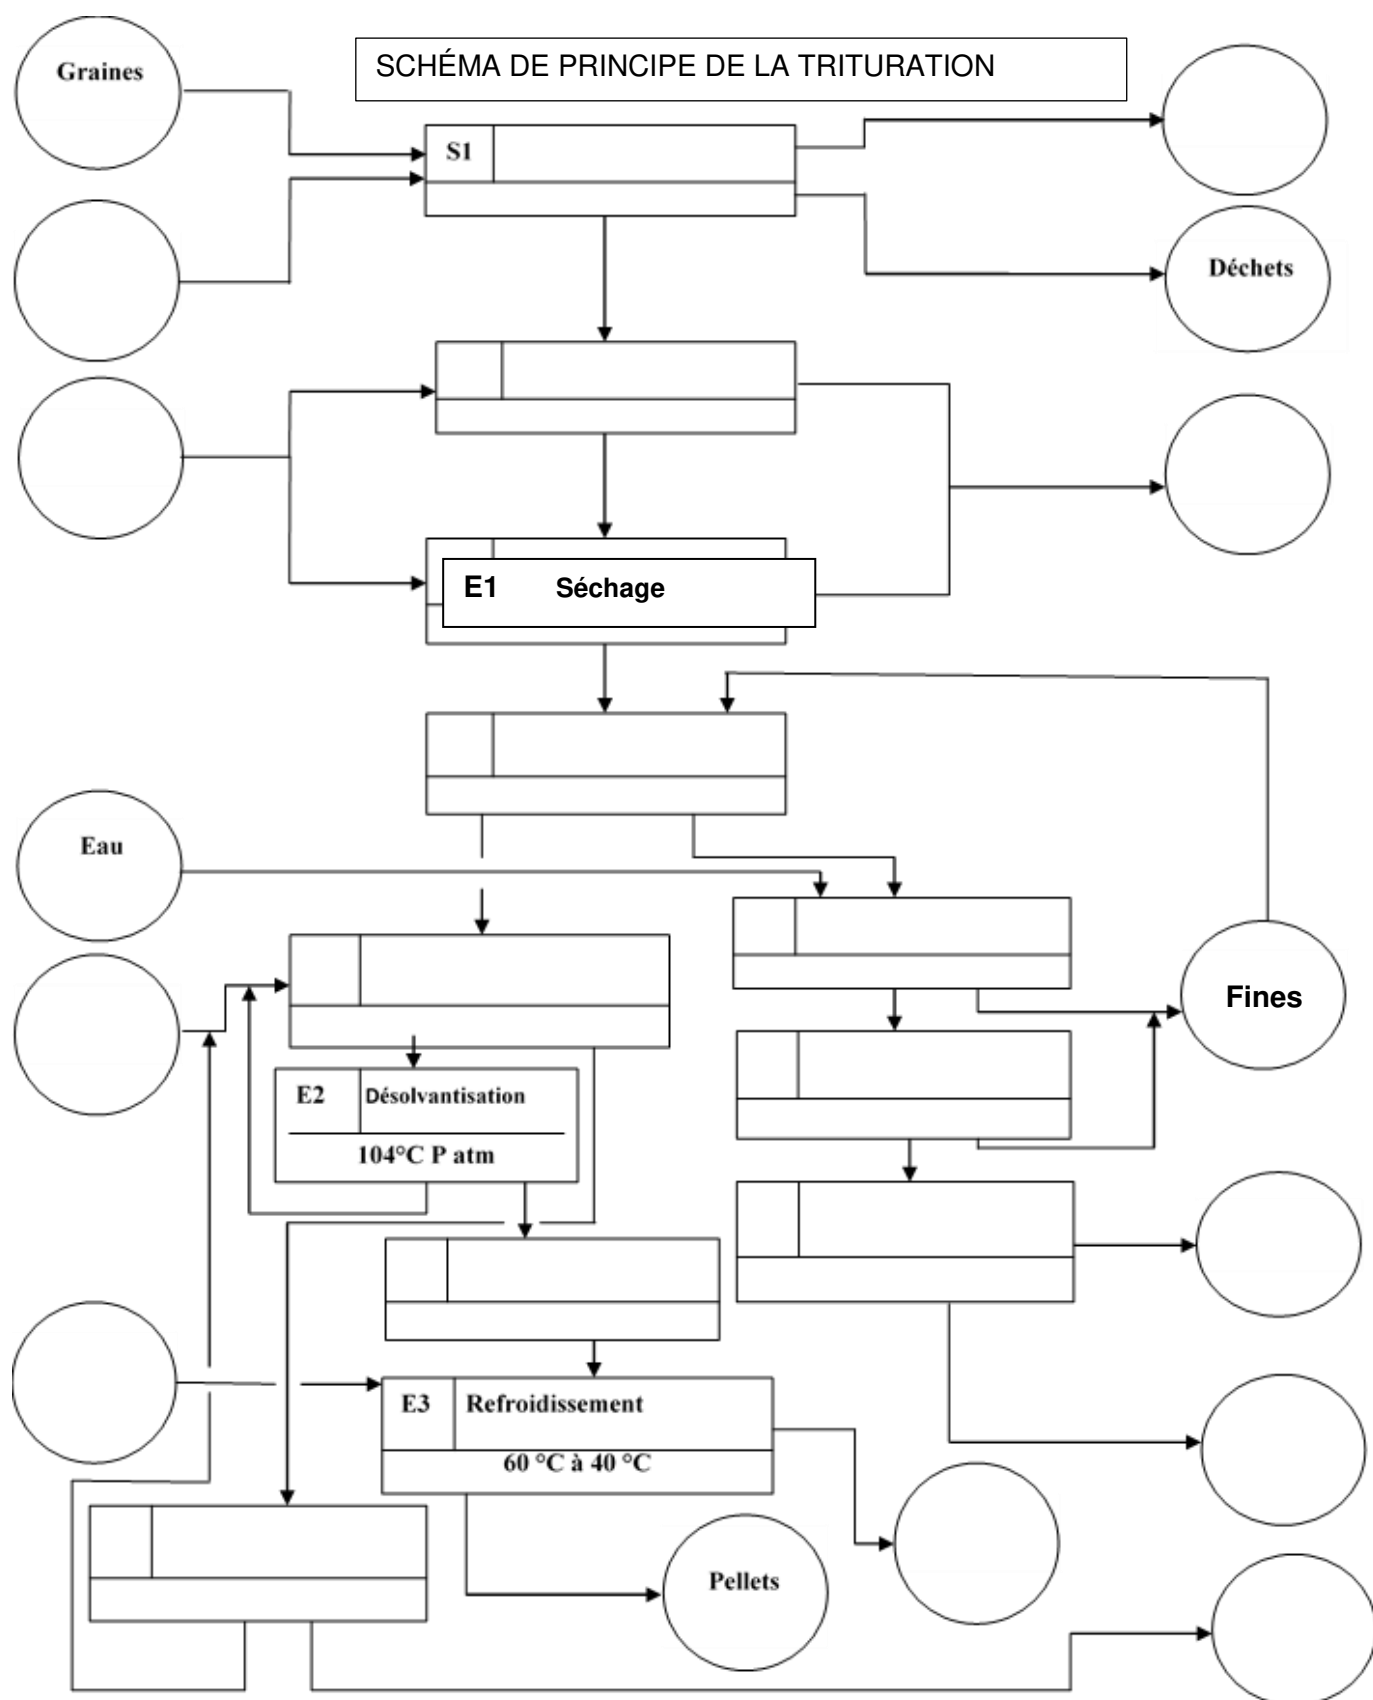 SCHÉMA DE PRINCIPE DE LA TRITURATION
Graines
S1
Déchets
E1 Séchage
Eau
Fines
E2 Désolvantisation
104°C P atm
E3 Refroidissement
60 °C à 40 °C
Pellets